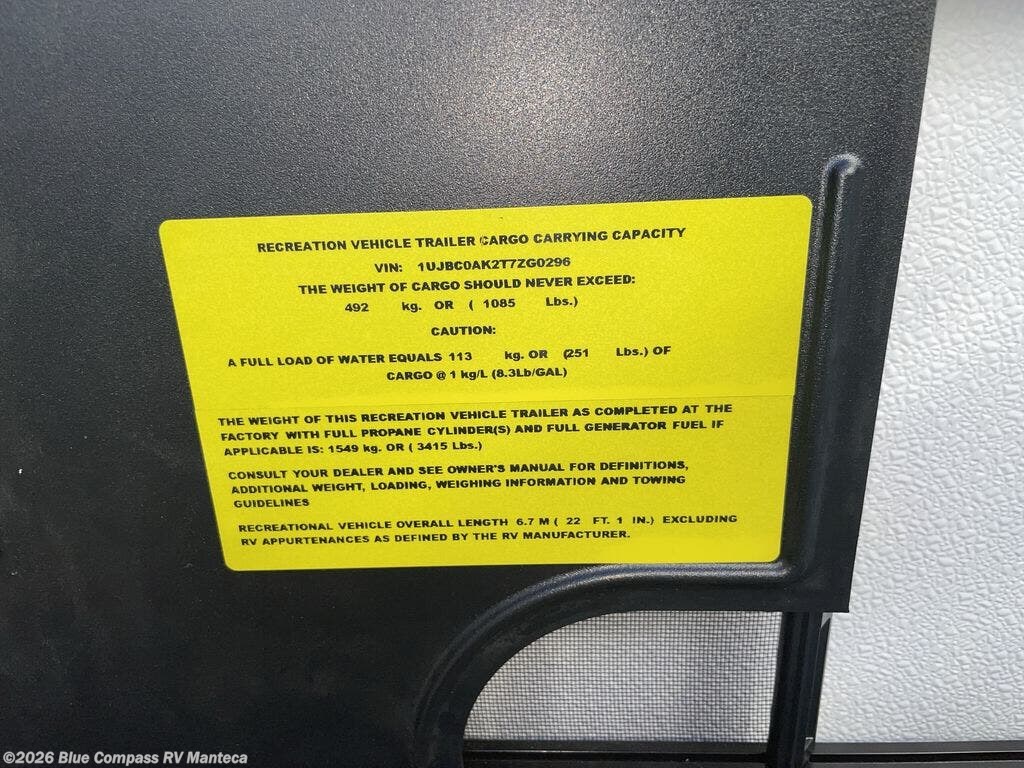 RECREATION VEHICLE TRAILER CARGO CARRYING CAPACITY
VIN: 1UJBC0AK2T7ZG0296
THE WEIGHT OF CARGO SHOULD NEVER EXCEED:
492 kg. OR ( 1085 Lbs.)
CAUTION:
A FULL LOAD OF WATER EQUALS 113 kg. OR (251 Lbs.) OF
CARGO @ 1 kg/L (8.3Lb/GAL)
THE WEIGHT OF THIS RECREATION VEHICLE TRAILER AS COMPLETED AT THE
FACTORY WITH FULL PROPANE CYLINDER(S) AND FULL GENERATOR FUEL IF
APPLICABLE IS: 1549 kg. OR ( 3415 Lbs.)
CONSULT YOUR DEALER AND SEE OWNER'S MANUAL FOR DEFINITIONS,
ADDITIONAL WEIGHT, LOADING, WEIGHING INFORMATION AND TOWING
GUIDELINES
RECREATIONAL VEHICLE OVERALL LENGTH 6.7 M ( 22 FT. 1 IN.) EXCLUDING
RV APPURTENANCES AS DEFINED BY THE RV MANUFACTURER.
©2026 Blue Compass RV Manteca